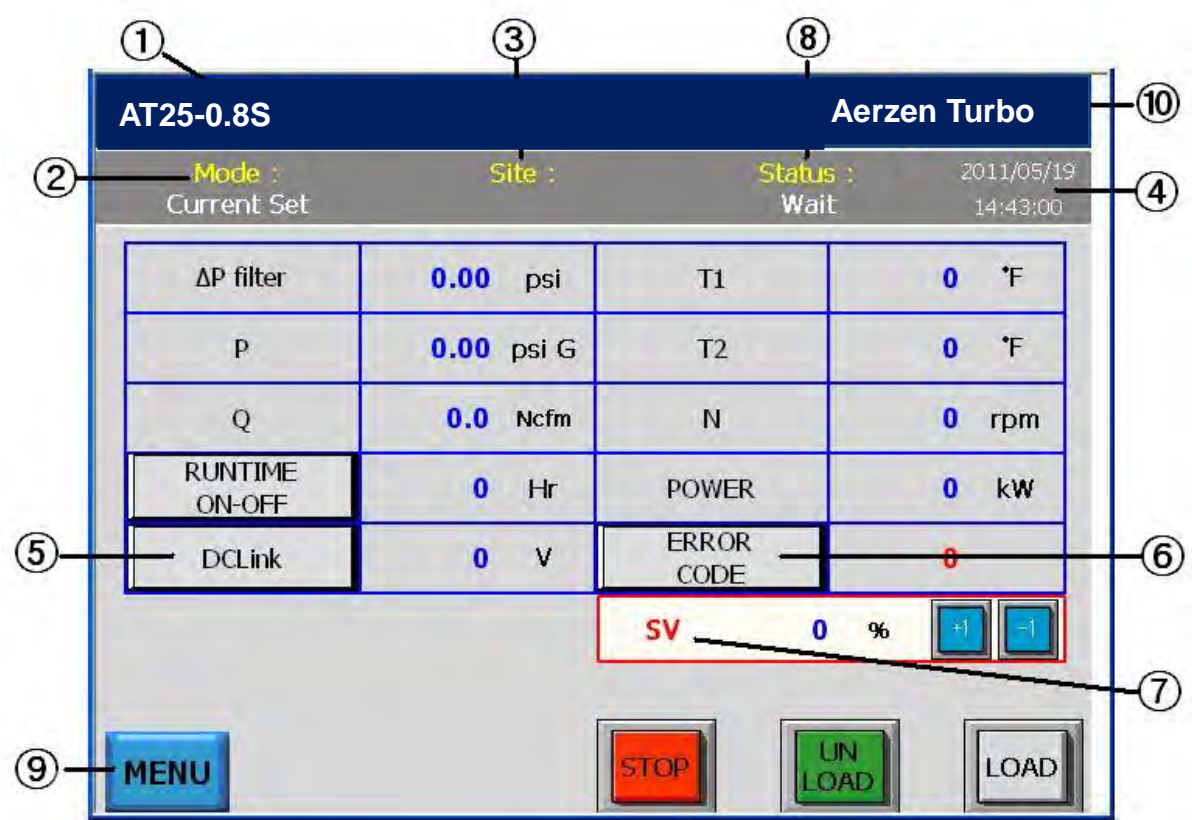 ① ③ ⑧
AT25-0.8S Aerzen Turbo ⑩
② Mode : Site : Status : 2011/05/19 ④
Current Set Wait 14:43:00
ΔP filter 0.00 psi T1 0 °F
P 0.00 psi G T2 0 °F
Q 0.0 Ncfm N 0 rpm
RUNTIME
ON-OFF 0 Hr POWER 0 kW
⑤ DCLink 0 V ERROR
CODE 0 ⑥
SV 0 % +1 -1
⑦
⑨ MENU STOP UN
LOAD LOAD